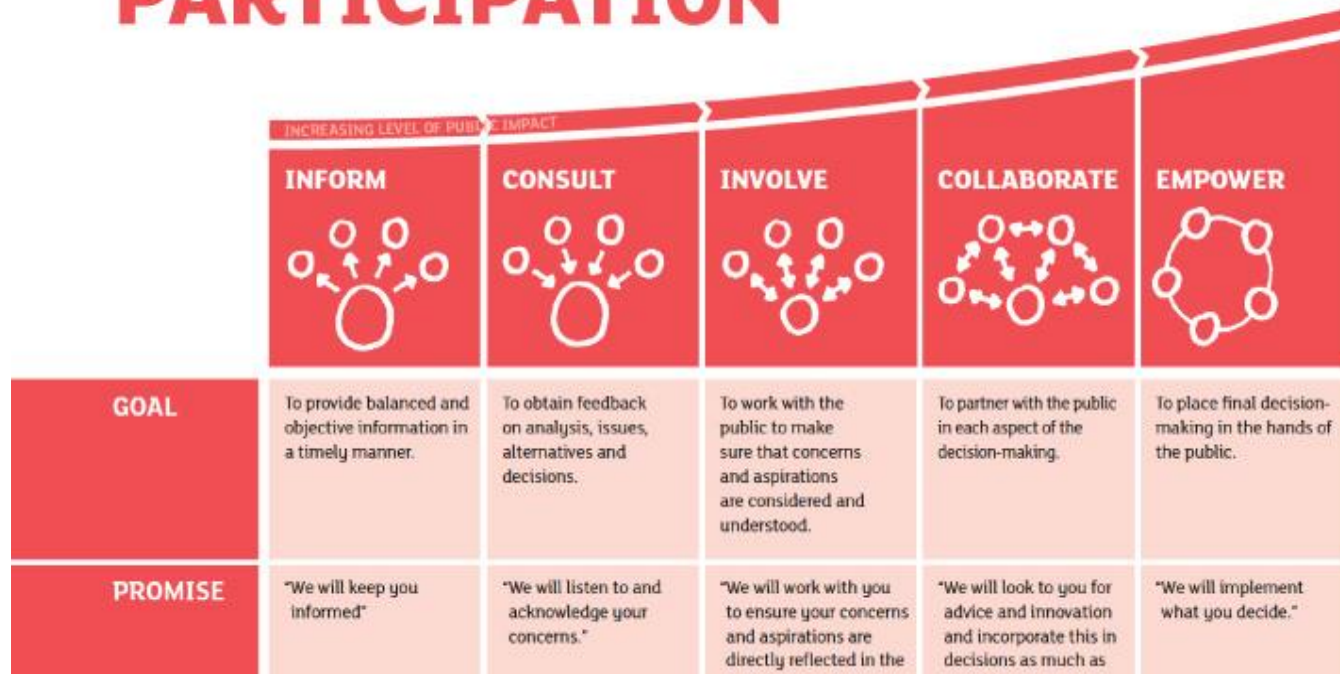 PARTICIPATION
INCREASING LEVEL OF PUBLIC IMPACT
INFORM
CONSULT
INVOLVE
COLLABORATE
EMPOWER
GOAL
To provide balanced and
objective information in
a timely manner.
To obtain feedback
on analysis, issues,
alternatives and
decisions.
To work with the
public to make
sure that concerns
and aspirations
are considered and
understood.
To partner with the public
in each aspect of the
decision-making.
To place final decision-
making in the hands of
the public.
PROMISE
"We will keep you
informed"
"We will listen to and
acknowledge your
concerns."
"We will work with you
to ensure your concerns
and aspirations are
directly reflected in the
"We will look to you for
advice and innovation
and incorporate this in
decisions as much as
"We will implement
what you decide."